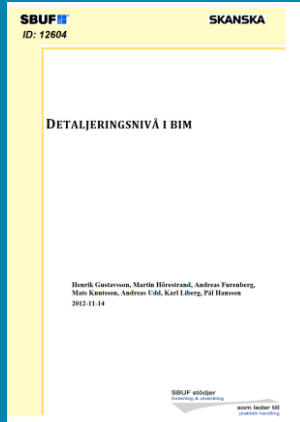 SBUF SKANSKA
ID: 12604
DETALJERINGSNIVÅ I BIM
Henrik Gustavsson, Martin Hörestrand, Andreas Furenberg,
Mats Knutsson, Andreas Udd, Karl Liberg, Pål Hansson
2012-11-14
SBUF stödjer
forskning & utveckling
som leder till
praktisk handling